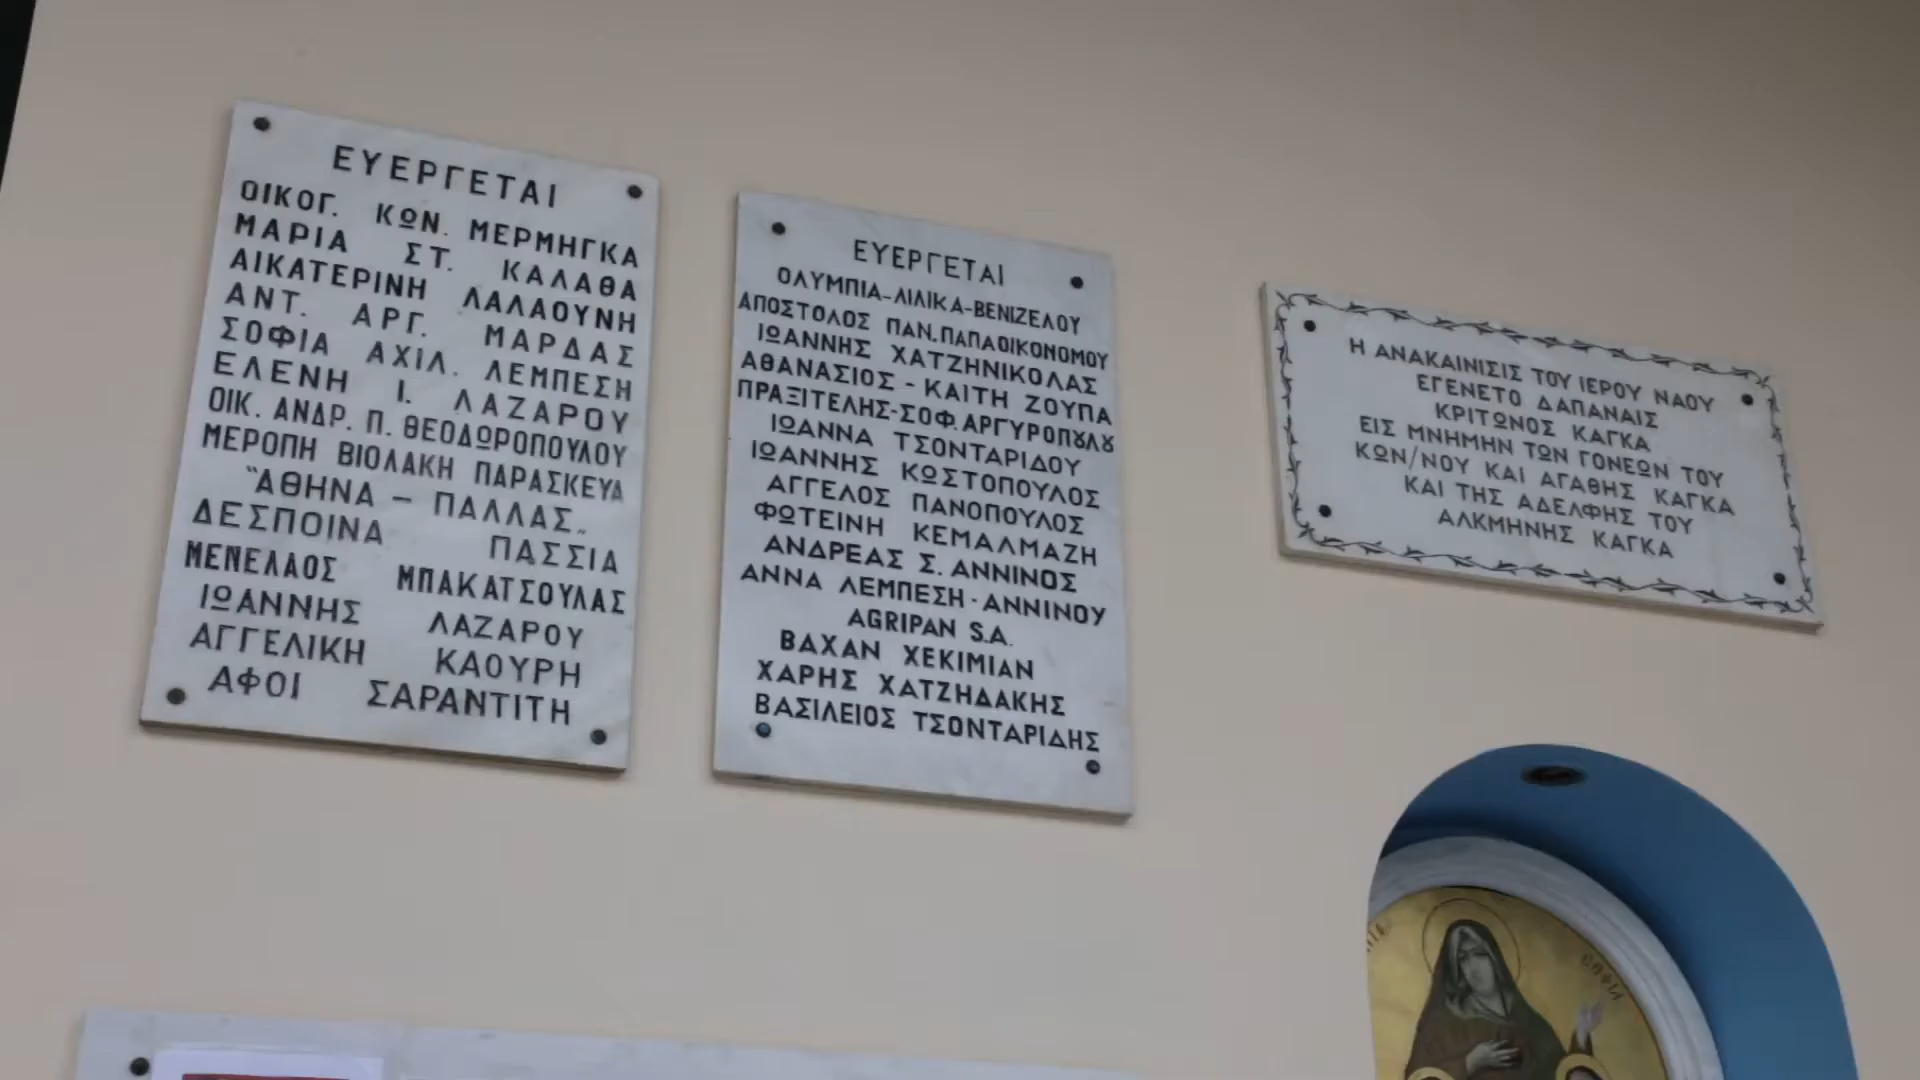 ΕΥΕΡΓΕΤΑΙ
ΟΙΚΟΓ. ΚΩΝ. ΜΕΡΜΗΓΚΑ
ΜΑΡΙΑ ΣΤ. ΚΑΛΑΘΑ
ΑΙΚΑΤΕΡΙΝΗ ΛΑΛΑΟΥΝΗ
ΑΝΤ. ΑΡΓ. ΜΑΡΔΑΣ
ΣΟΦΙΑ ΑΧΙΛ. ΛΕΜΠΕΣΗ
ΕΛΕΝΗ Ι. ΛΑΖΑΡΟΥ
ΟΙΚ. ΑΝΔΡ. Π. ΘΕΟΔΩΡΟΠΟΥΛΟΥ
ΜΕΡΟΠΗ ΒΙΟΛΑΚΗ ΠΑΡΑΣΚΕΥΑ
“ΑΘΗΝΑ – ΠΑΛΛΑΣ„
ΔΕΣΠΟΙΝΑ ΠΑΣΣΙΑ
ΜΕΝΕΛΑΟΣ ΜΠΑΚΑΤΣΟΥΛΑΣ
ΙΩΑΝΝΗΣ ΛΑΖΑΡΟΥ
ΑΓΓΕΛΙΚΗ ΚΑΟΥΡΗ
ΑΦΟΙ ΣΑΡΑΝΤΙΤΗ
ΕΥΕΡΓΕΤΑΙ
ΟΛΥΜΠΙΑ-ΛΙΛΙΚΑ-ΒΕΝΙΖΕΛΟΥ
ΑΠΟΣΤΟΛΟΣ ΠΑΝ. ΠΑΠΑΟΙΚΟΝΟΜΟΥ
ΙΩΑΝΝΗΣ ΧΑΤΖΗΝΙΚΟΛΑΣ
ΑΘΑΝΑΣΙΟΣ - ΚΑΙΤΗ ΖΟΥΠΑ
ΠΡΑΞΙΤΕΛΗΣ-ΣΟΦ. ΑΡΓΥΡΟΠȢΛȢ
ΙΩΑΝΝΑ ΤΣΟΝΤΑΡΙΔΟΥ
ΙΩΑΝΝΗΣ ΚΩΣΤΟΠΟΥΛΟΣ
ΑΓΓΕΛΟΣ ΠΑΝΟΠΟΥΛΟΣ
ΦΩΤΕΙΝΗ ΚΕΜΑΛΜΑΖΗ
ΑΝΔΡΕΑΣ Σ. ΑΝΝΙΝΟΣ
ΑΝΝΑ ΛΕΜΠΕΣΗ - ΑΝΝΙΝΟΥ
AGRIPAN S.A.
ΒΑΧΑΝ ΧΕΚΙΜΙΑΝ
ΧΑΡΗΣ ΧΑΤΖΗΔΑΚΗΣ
ΒΑΣΙΛΕΙΟΣ ΤΣΟΝΤΑΡΙΔΗΣ
Η ΑΝΑΚΑΙΝΙΣΙΣ ΤΟΥ ΙΕΡΟΥ ΝΑΟΥ
ΕΓΕΝΕΤΟ ΔΑΠΑΝΑΙΣ
ΚΡΙΤΩΝΟΣ ΚΑΓΚΑ
ΕΙΣ ΜΝΗΜΗΝ ΤΩΝ ΓΟΝΕΩΝ ΤΟΥ
ΚΩΝ/ΝΟΥ ΚΑΙ ΑΓΑΘΗΣ ΚΑΓΚΑ
ΚΑΙ ΤΗΣ ΑΔΕΛΦΗΣ ΤΟΥ
ΑΛΚΜΗΝΗΣ ΚΑΓΚΑ